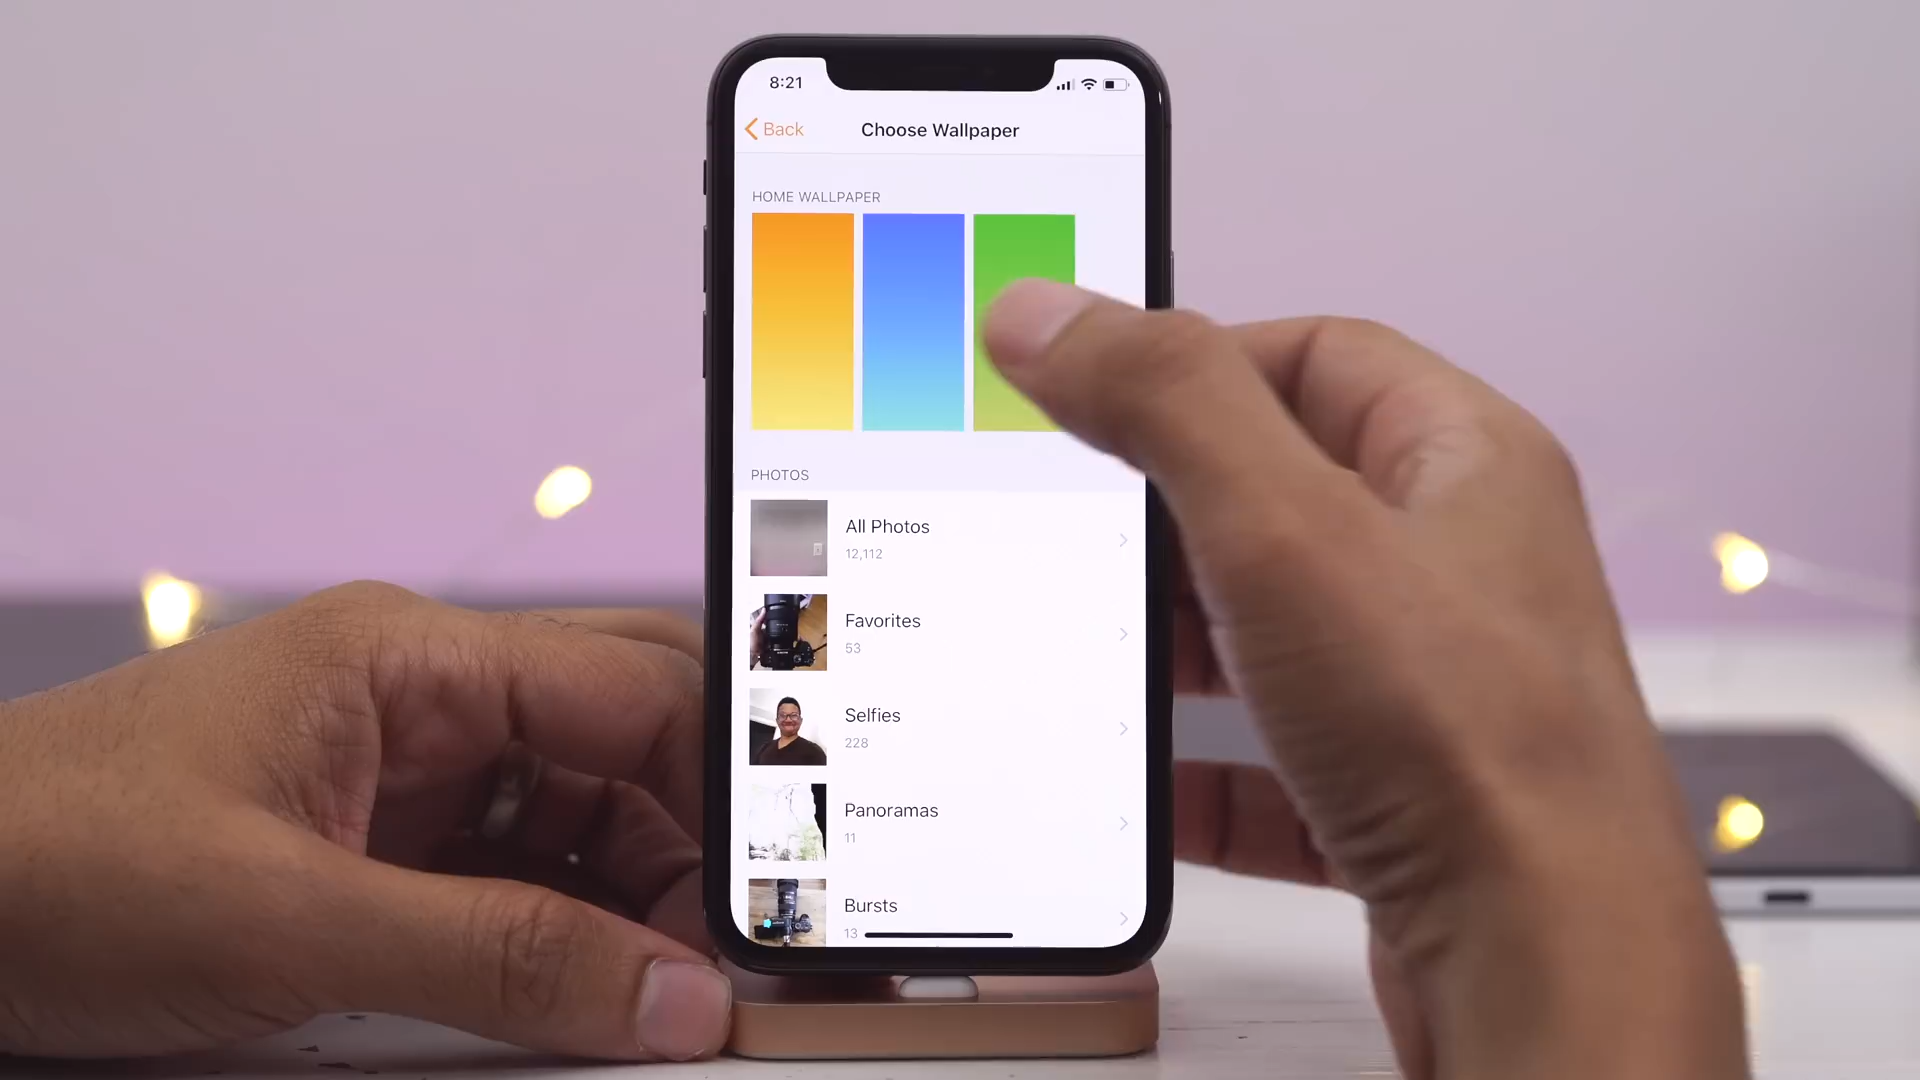 8:21
Back
Choose Wallpaper
HOME WALLPAPER
PHOTOS
All Photos
12,112
Favorites
53
Selfies
228
Panoramas
11
Bursts
13